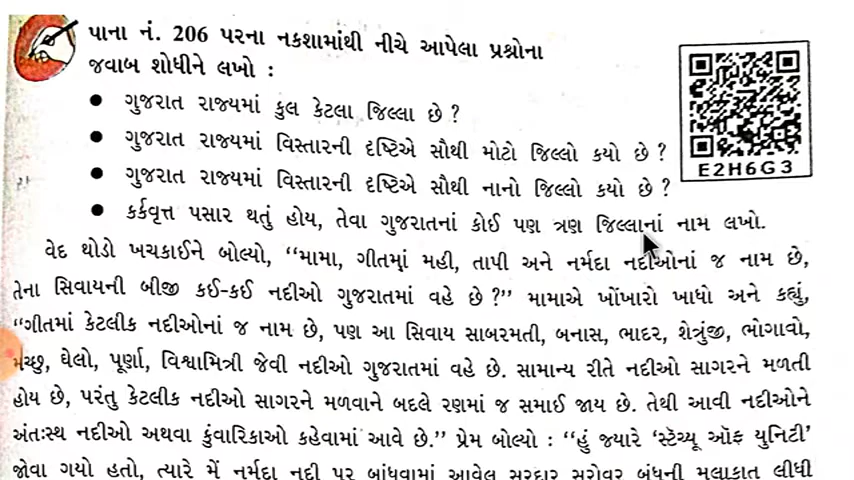 પાના નં. 206 પરના નકશામાંથી નીચે આપેલા પ્રશ્નોના
જવાબ શોધીને લખો :
● ગુજરાત રાજ્યમાં કુલ કેટલા જિલ્લા છે ?
● ગુજરાત રાજ્યમાં વિસ્તારની દૃષ્ટિએ સૌથી મોટો જિલ્લો કયો છે ?
● ગુજરાત રાજ્યમાં વિસ્તારની દૃષ્ટિએ સૌથી નાનો જિલ્લો કયો છે ?
E2H6G3
● કર્કવૃત્ત પસાર થતું હોય, તેવા ગુજરાતનાં કોઈ પણ ત્રણ જિલ્લાનાં નામ લખો.
વેદ થોડો ખચકાઈને બોલ્યો, “મામા, ગીતમાં મહી, તાપી અને નર્મદા નદીઓનાં જ નામ છે,
તેના સિવાયની બીજી કઈ-કઈ નદીઓ ગુજરાતમાં વહે છે ?” મામાએ ખોંખારો ખાધો અને કહ્યું,
“ગીતમાં કેટલીક નદીઓનાં જ નામ છે, પણ આ સિવાય સાબરમતી, બનાસ, ભાદર, શેત્રુંજી, ભોગાવો,
મચ્છુ, ઘેલો, પૂર્ણા, વિશ્વામિત્રી જેવી નદીઓ ગુજરાતમાં વહે છે. સામાન્ય રીતે નદીઓ સાગરને મળતી
હોય છે, પરંતુ કેટલીક નદીઓ સાગરને મળવાને બદલે રણમાં જ સમાઈ જાય છે. તેથી આવી નદીઓને
અંતઃસ્થ નદીઓ અથવા કુંવારિકાઓ કહેવામાં આવે છે.” પ્રેમ બોલ્યો : “હું જ્યારે ‘સ્ટૅચ્યૂ ઑફ યુનિટી’
જોવા ગયો હતો, ત્યારે મેં નર્મદા નદી પર બાંધવામાં આવેલ સરદાર સરોવર બંધની મુલાકાત લીધી